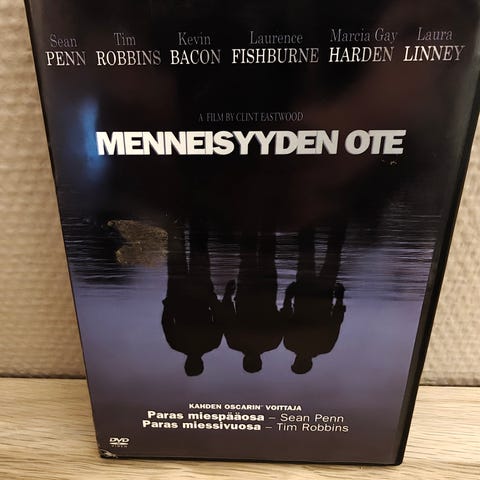 Sean Tim Kevin Laurence Marcia Gay Laura
PENN ROBBINS BACON FISHBURNE HARDEN LINNEY
A FILM BY CLINT EASTWOOD
MENNEISYYDEN OTE
KAHDEN OSCARIN® VOITTAJA
Paras miespääosa – Sean Penn
Paras miessivuosa – Tim Robbins
DVD
VIDEO